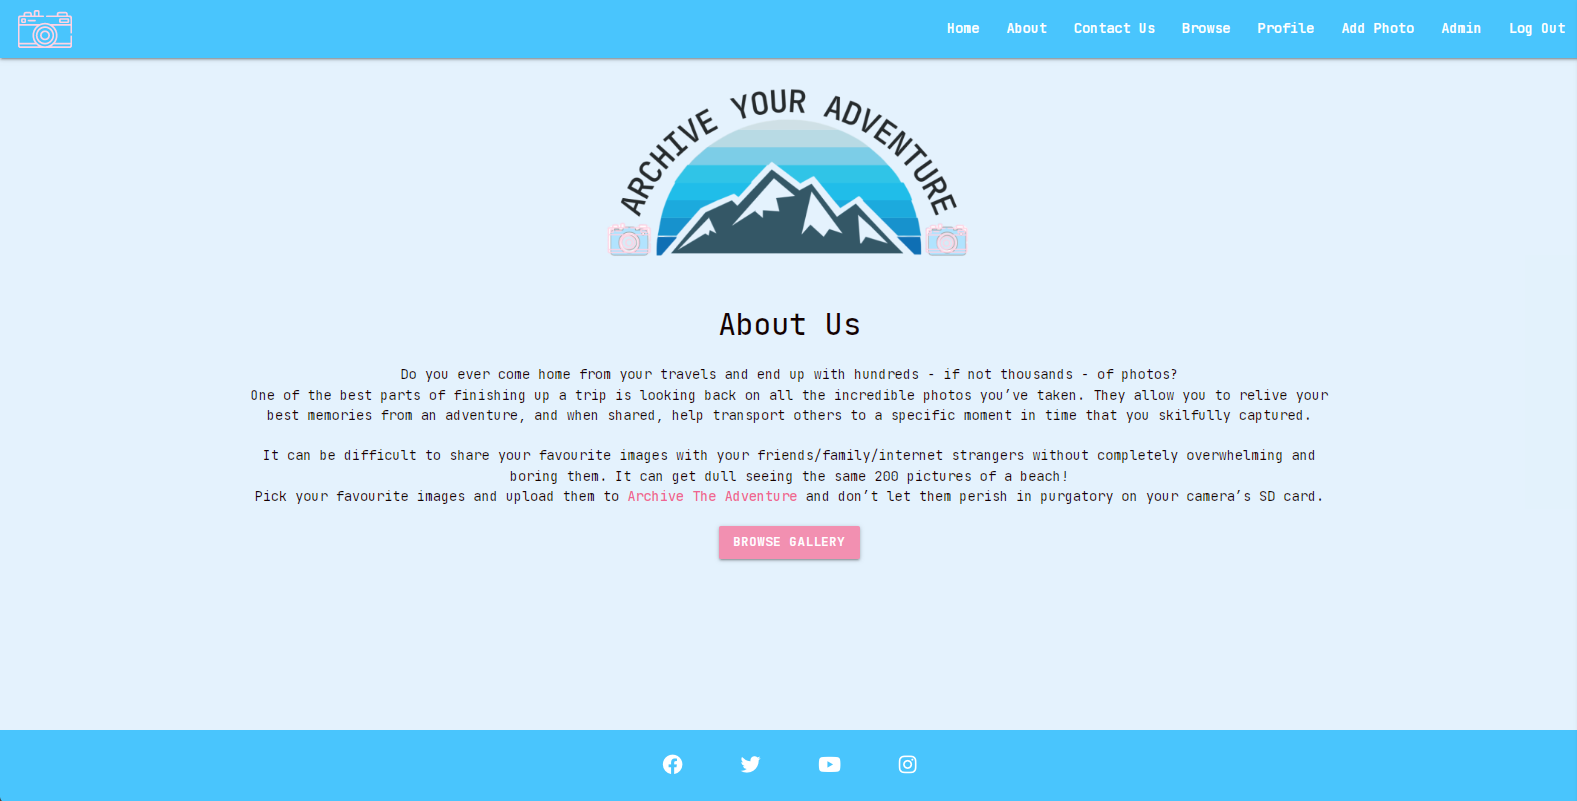 Home About Contact Us Browse Profile Add Photo Admin Log Out
ARCHIVE YOUR ADVENTURE
About Us
Do you ever come home from your travels and end up with hundreds - if not thousands - of photos?
One of the best parts of finishing up a trip is looking back on all the incredible photos you’ve taken. They allow you to relive your
best memories from an adventure, and when shared, help transport others to a specific moment in time that you skilfully captured.
It can be difficult to share your favourite images with your friends/family/internet strangers without completely overwhelming and
boring them. It can get dull seeing the same 200 pictures of a beach!
Pick your favourite images and upload them to Archive The Adventure and don’t let them perish in purgatory on your camera’s SD card.
BROWSE GALLERY